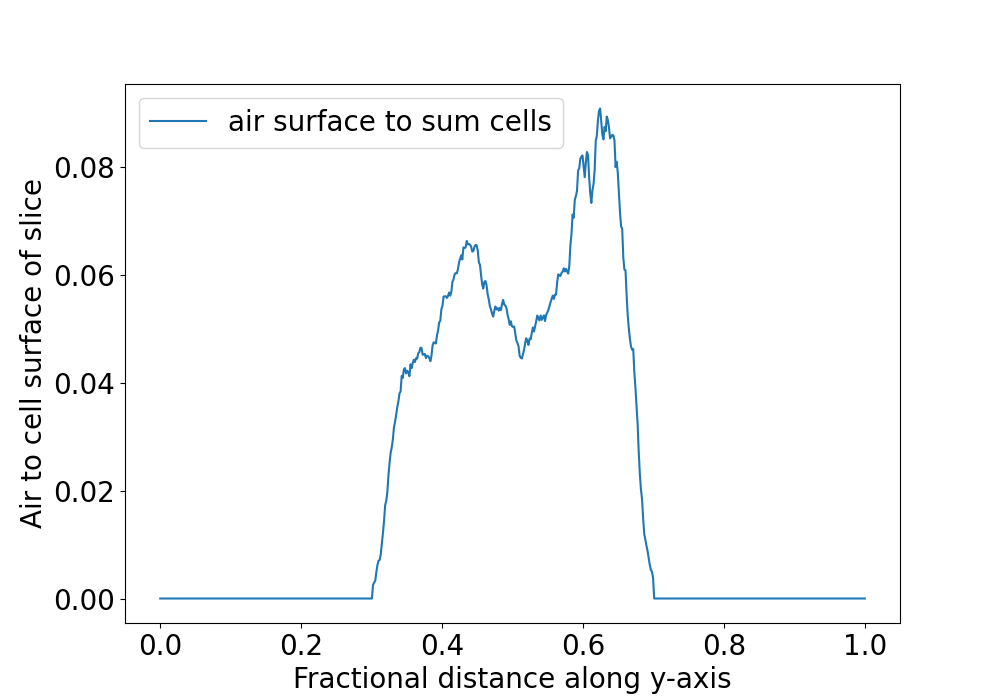 air surface to sum cells
Air to cell surface of slice
0.08
0.06
0.04
0.02
0.00
0.0 0.2 0.4 0.6 0.8 1.0
Fractional distance along y-axis